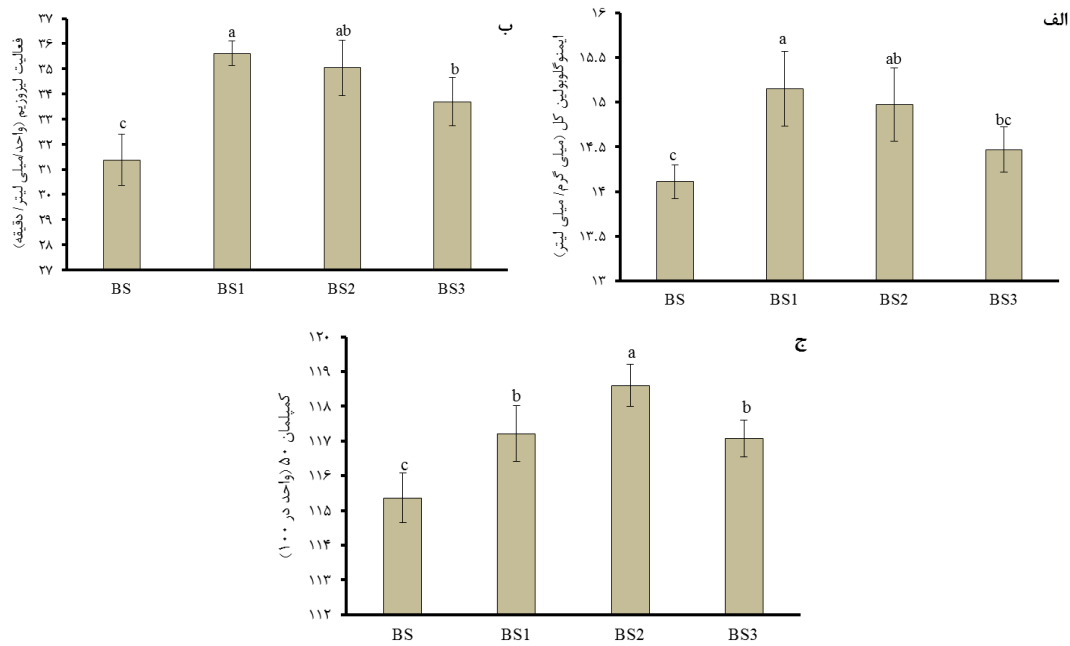 ب
فعالیت لیزوزیم (واحد/میلی لیتر/ دقیقه)
۳۷
۳۶
۳۵
۳۴
۳۳
۳۲
۳۱
۳۰
۲۹
۲۸
۲۷
c
a
ab
b
BS BS1 BS2 BS3
الف
ایمنوگلوبولین کل (میلی گرم/ میلی لیتر)
۱۶
۱۵.۵
۱۵
۱۴.۵
۱۴
۱۳.۵
۱۳
c
a
ab
bc
BS BS1 BS2 BS3
ج
کمپلمان ۵۰ (واحد در ۱۰۰)
۱۲۰
۱۱۹
۱۱۸
۱۱۷
۱۱۶
۱۱۵
۱۱۴
۱۱۳
۱۱۲
c
b
a
b
BS BS1 BS2 BS3